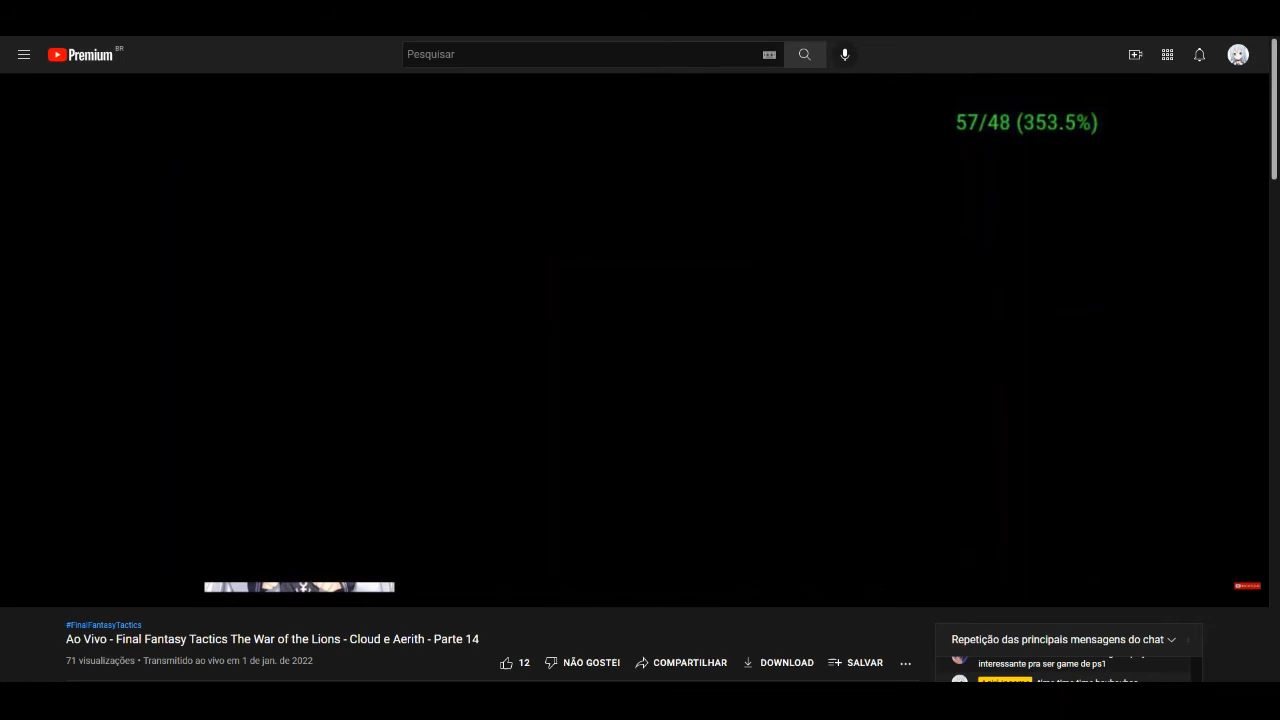 Premium BR
Pesquisar
57/48 (353.5%)
#FinalFantasyTactics
Ao Vivo - Final Fantasy Tactics The War of the Lions - Cloud e Aerith - Parte 14
71 visualizações • Transmitido ao vivo em 1 de jan. de 2022
12 NÃO GOSTEI COMPARTILHAR DOWNLOAD SALVAR ...
Repetição das principais mensagens do chat
interessante pra ser game de ps1